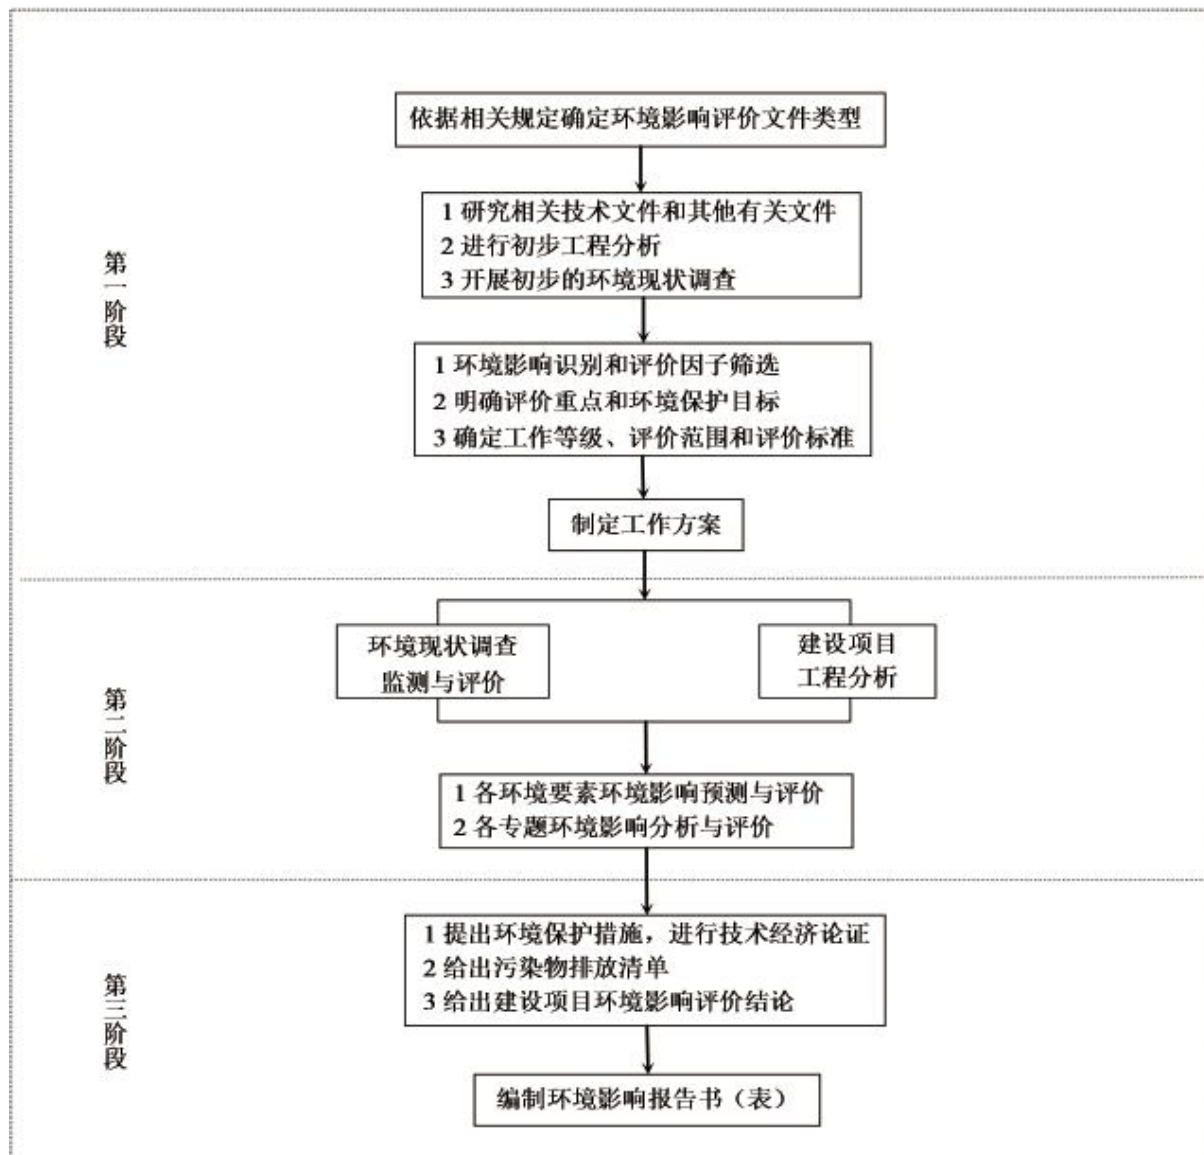 依据相关规定确定环境影响评价文件类型
1 研究相关技术文件和其他有关文件
2 进行初步工程分析
3 开展初步的环境现状调查
第一阶段
1 环境影响识别和评价因子筛选
2 明确评价重点和环境保护目标
3 确定工作等级、评价范围和评价标准
制定工作方案
第二阶段
环境现状调查
监测与评价
建设项目
工程分析
1 各环境要素环境影响预测与评价
2 各专题环境影响分析与评价
第三阶段
1 提出环境保护措施，进行技术经济论证
2 给出污染物排放清单
3 给出建设项目环境影响评价结论
编制环境影响报告书（表）